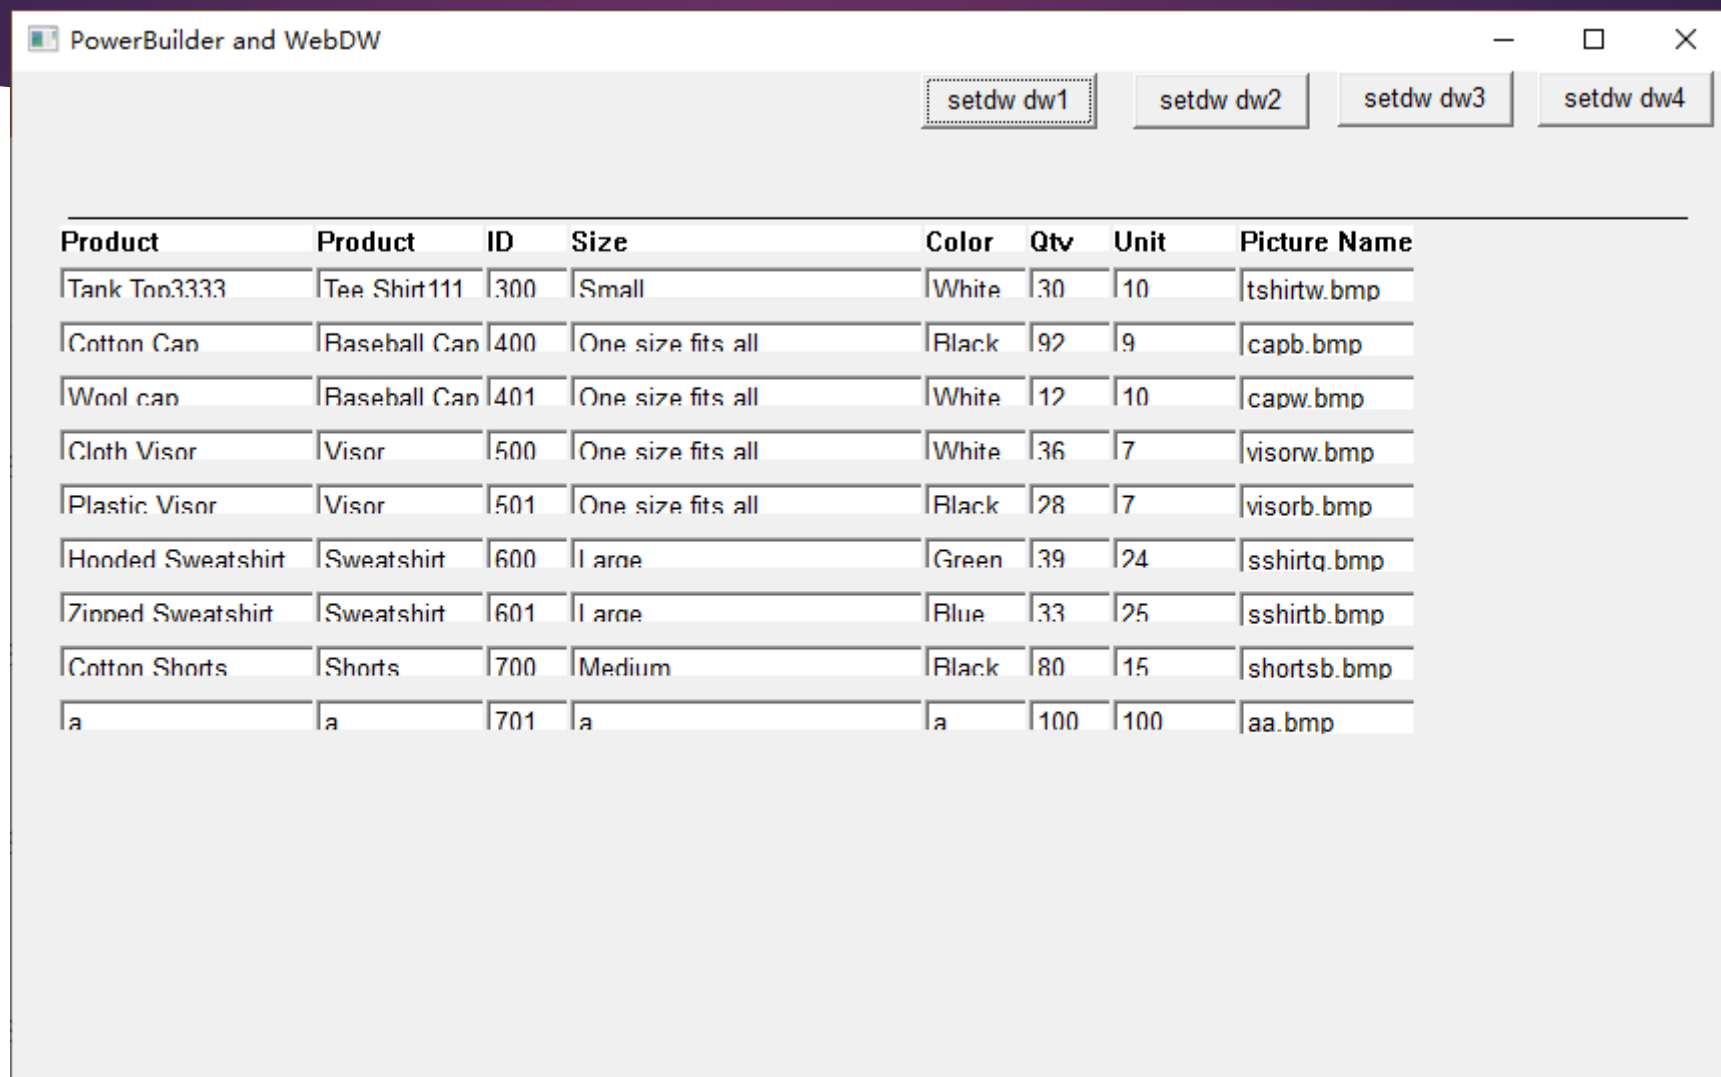 PowerBuilder and WebDW
setdw dw1 setdw dw2 setdw dw3 setdw dw4
Product Product ID Size Color Qty Unit Picture Name
Tank Top3333 Tee Shirt111 300 Small White 30 10 tshirtw.bmp
Cotton Cap Baseball Cap 400 One size fits all Black 92 9 capb.bmp
Wool cap Baseball Cap 401 One size fits all White 12 10 capw.bmp
Cloth Visor Visor 500 One size fits all White 36 7 visorw.bmp
Plastic Visor Visor 501 One size fits all Black 28 7 visorb.bmp
Hooded Sweatshirt Sweatshirt 600 Large Green 39 24 sshirtg.bmp
Zipped Sweatshirt Sweatshirt 601 Large Blue 33 25 sshirtb.bmp
Cotton Shorts Shorts 700 Medium Black 80 15 shortsb.bmp
a a 701 a a 100 100 aa.bmp